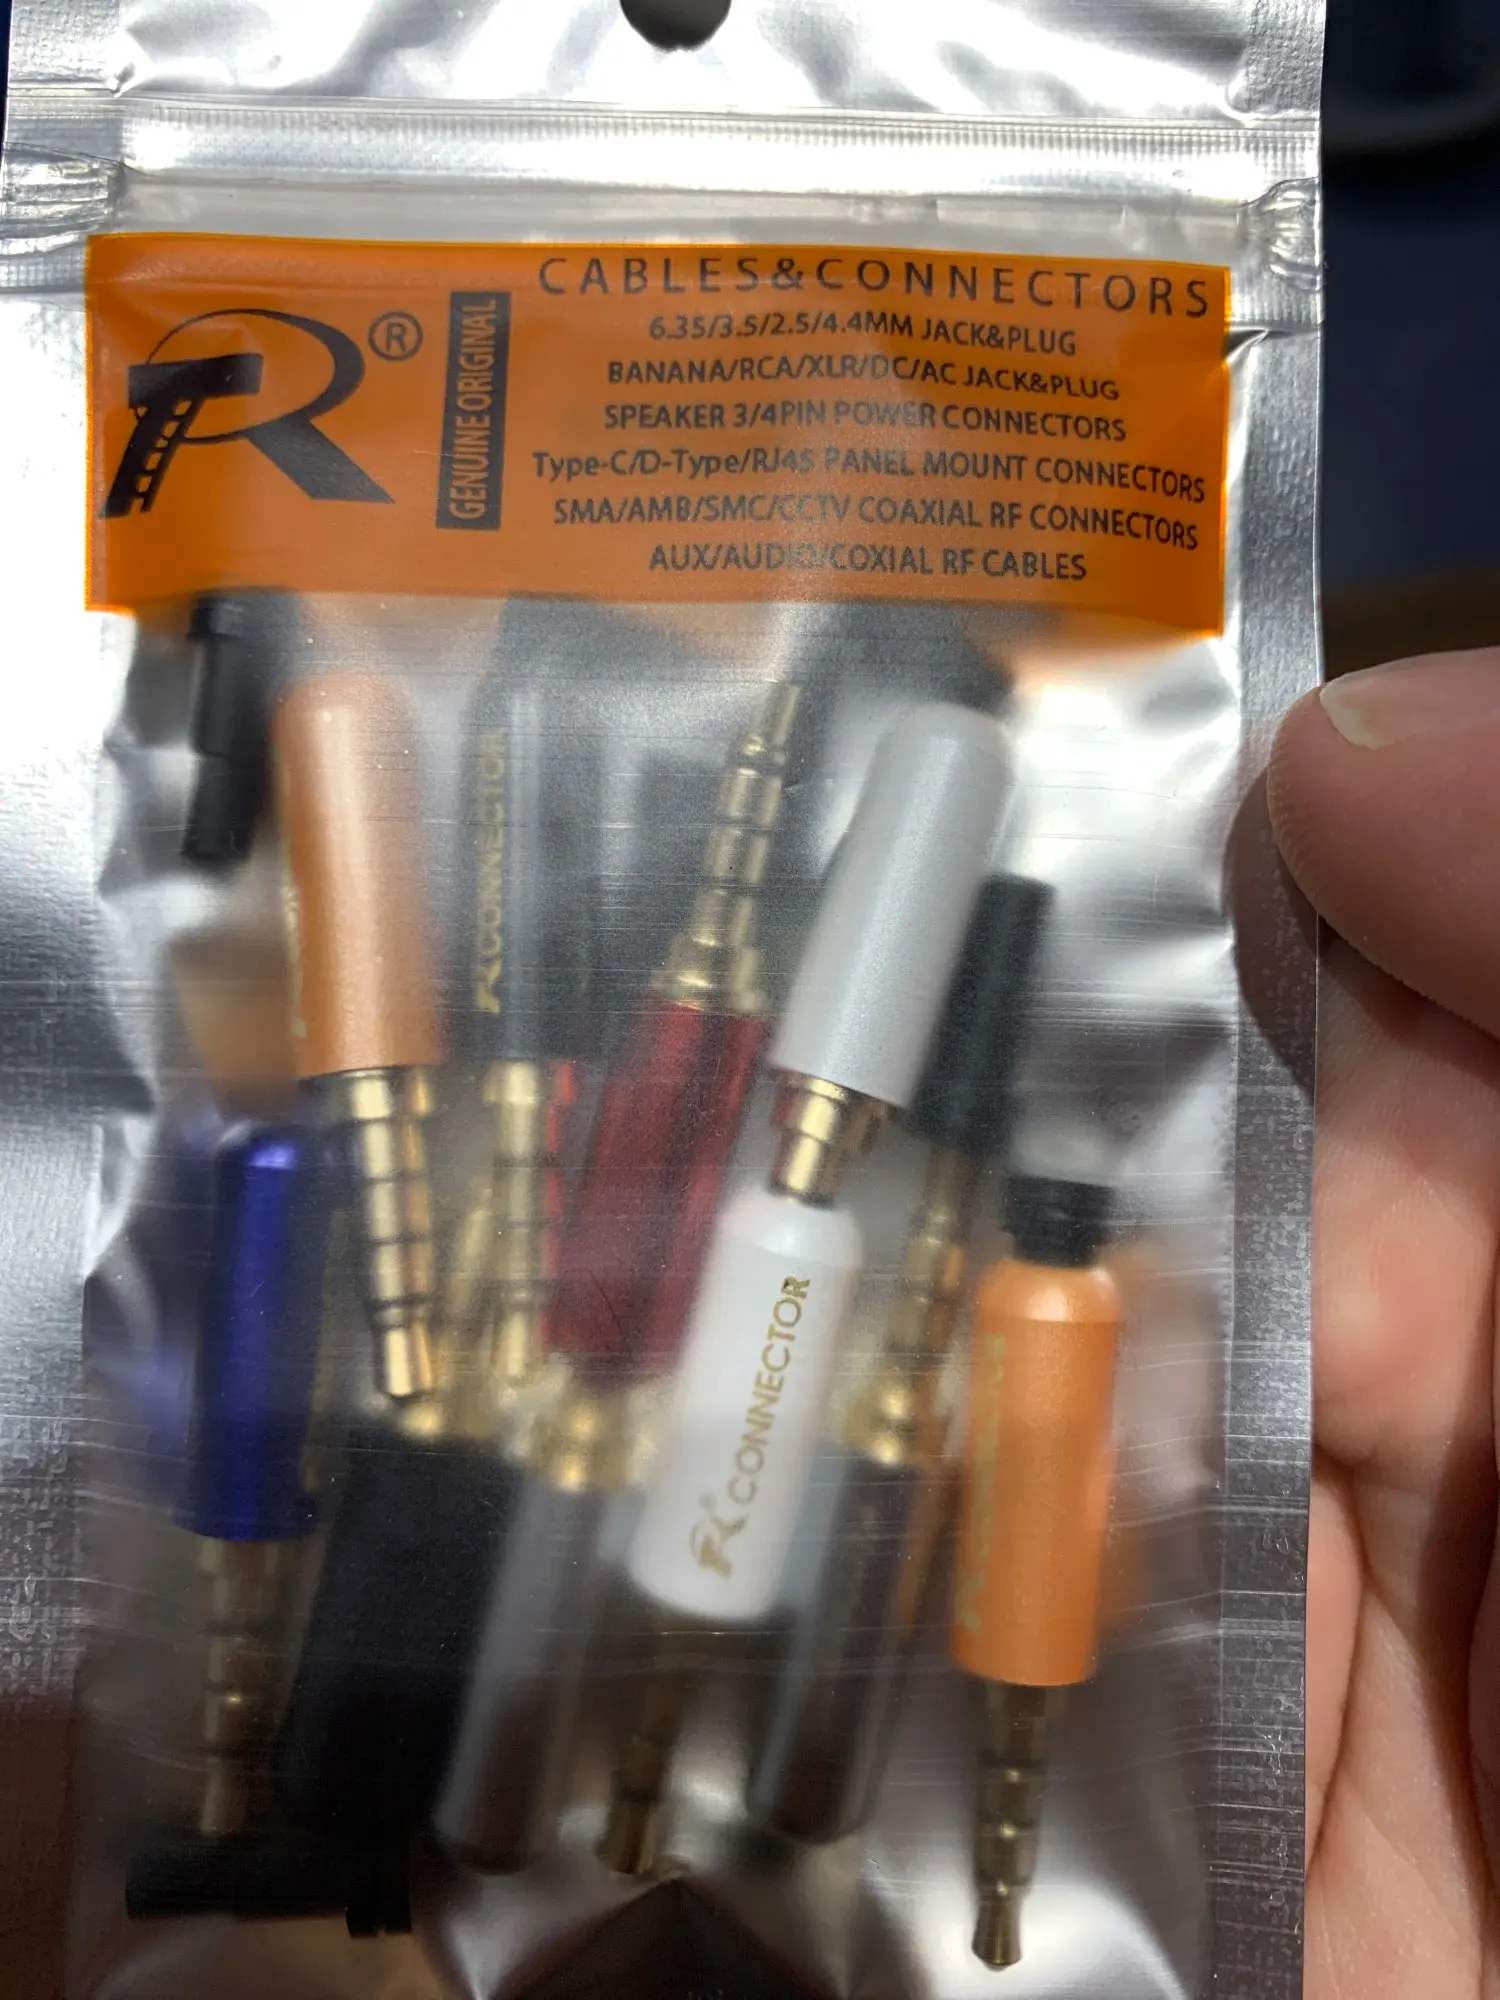 CABLES&CONNECTORS
6.35/3.5/2.5/4.4MM JACK&PLUG
BANANA/RCA/XLR/DC/AC JACK&PLUG
SPEAKER 3/4PIN POWER CONNECTORS
Type-C/D-Type/RJ45 PANEL MOUNT CONNECTORS
SMA/AMB/SMC/CCTV COAXIAL RF CONNECTORS
AUX/AUDIO/COXIAL RF CABLES
R®
GENUINE ORIGINAL
R CONNECTOR
R® CONNECTOR